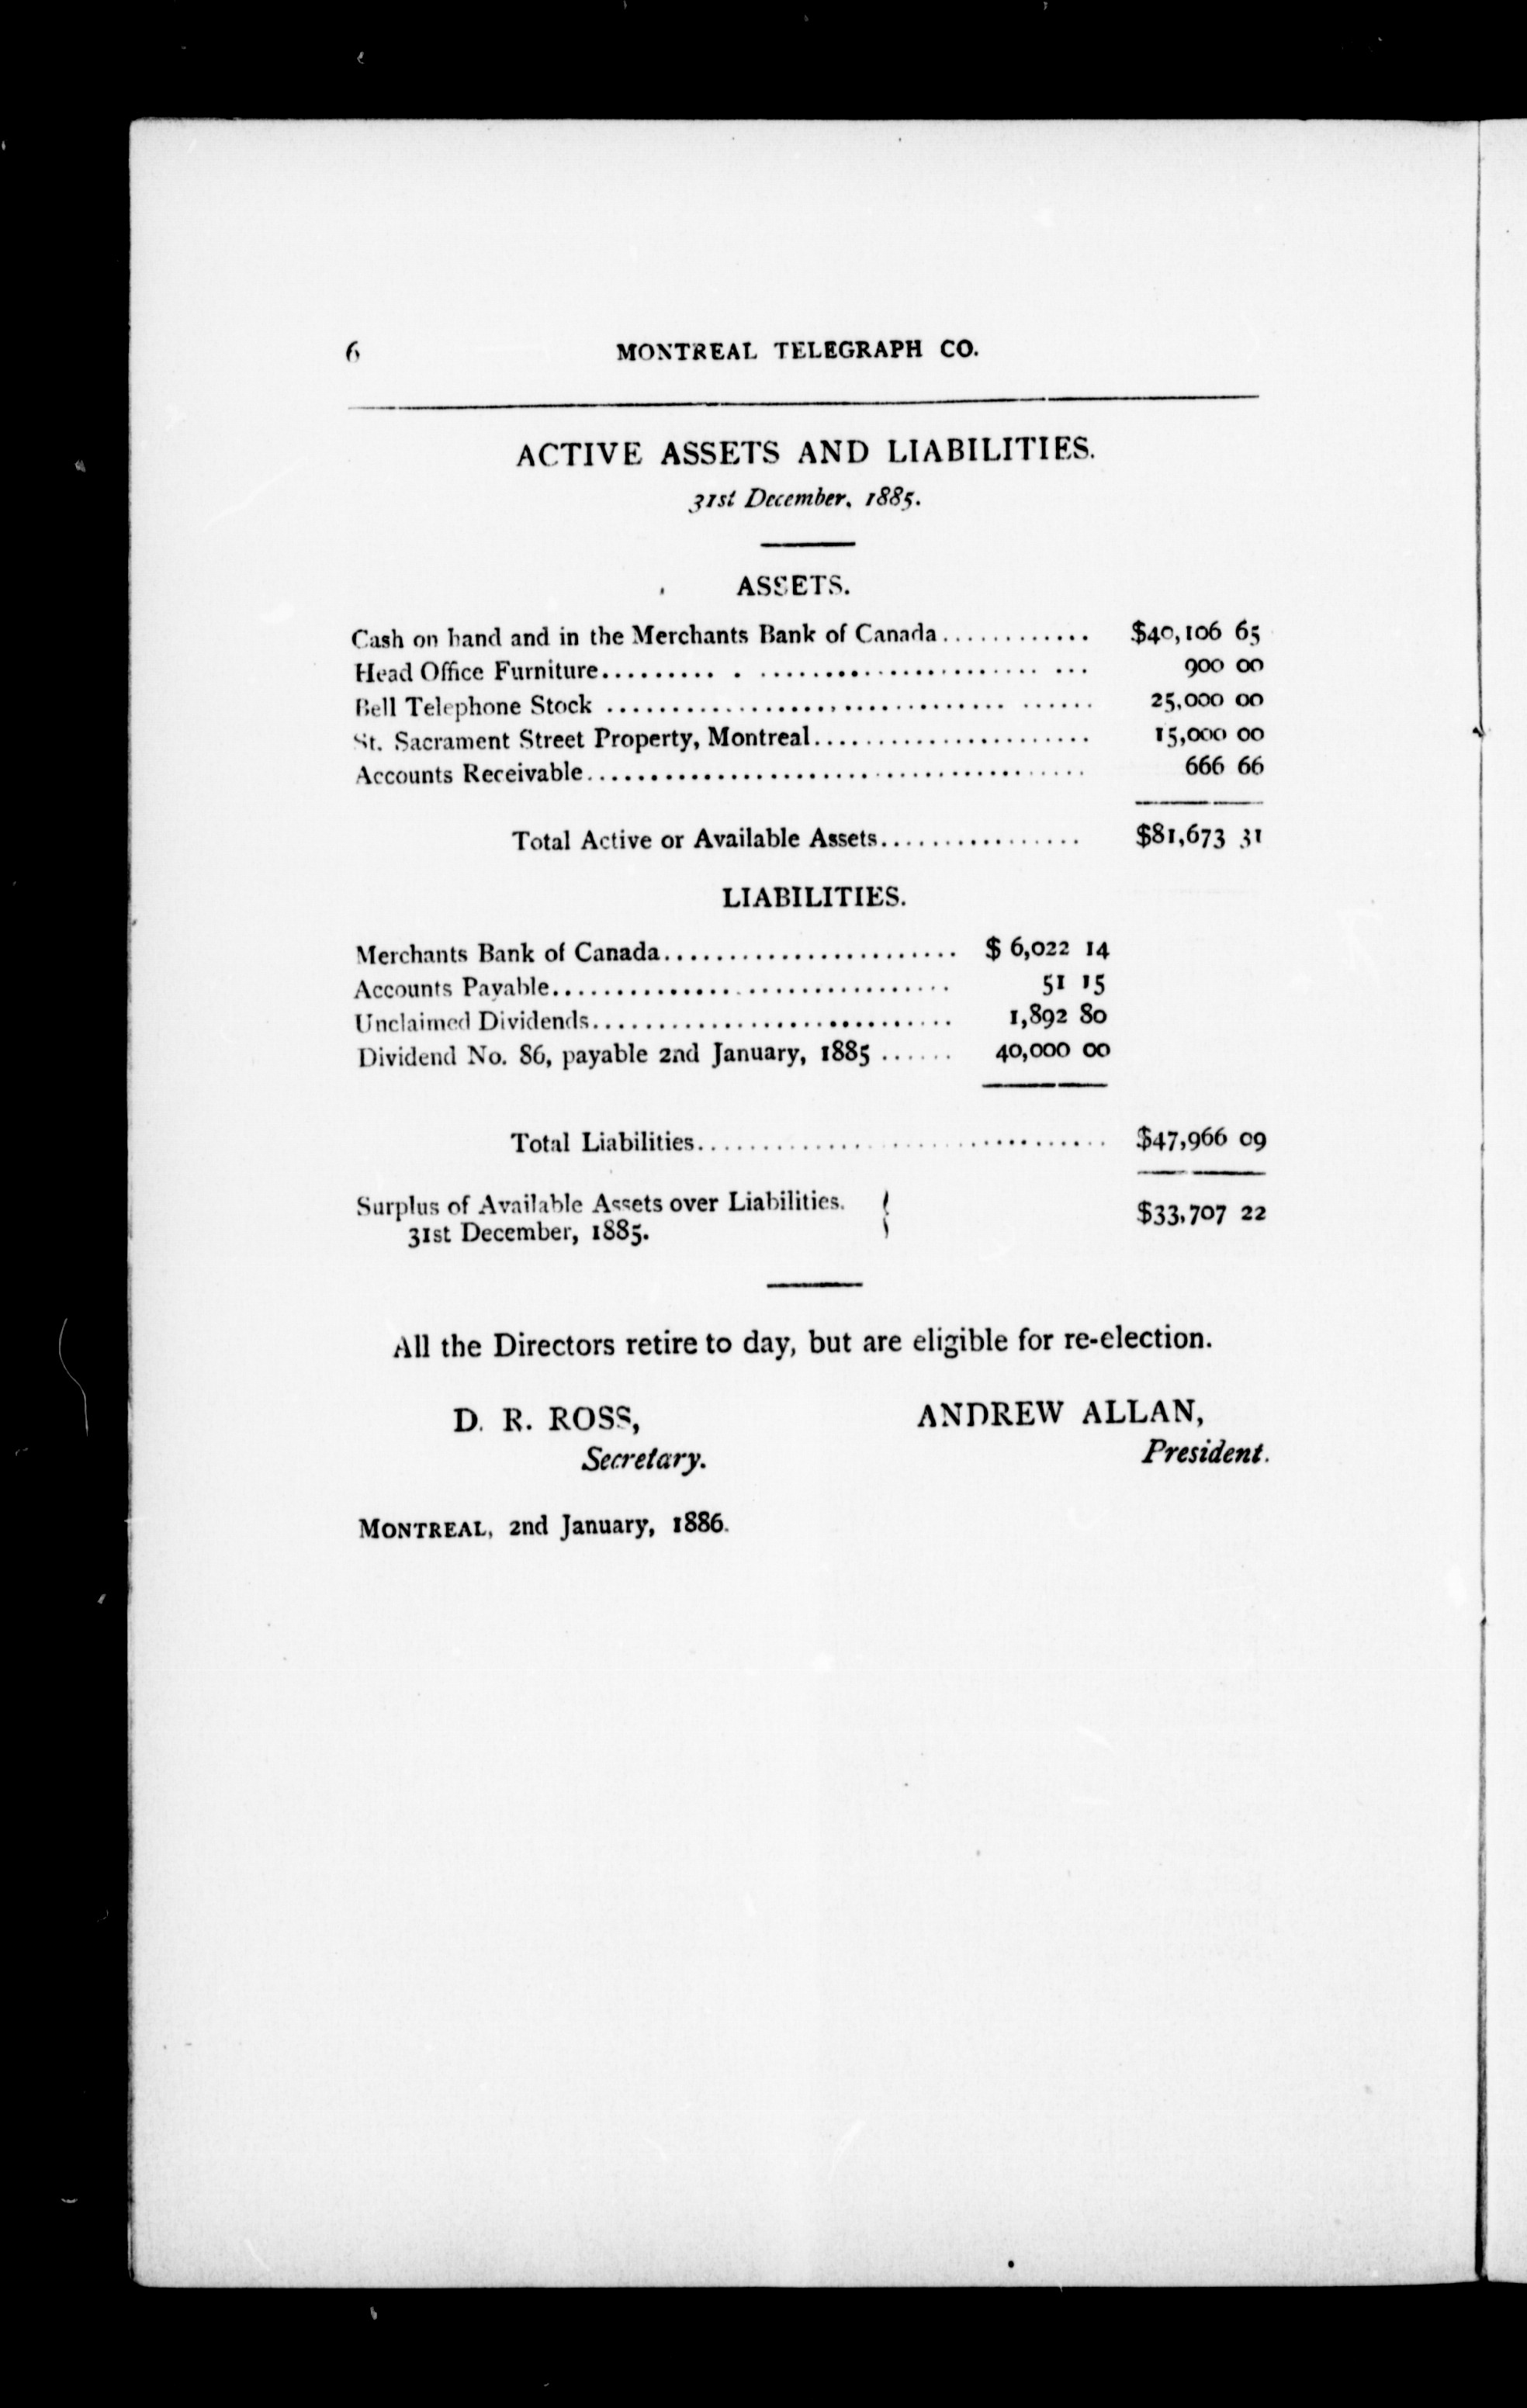 6 MONTREAL TELEGRAPH CO.
ACTIVE ASSETS AND LIABILITIES.
31st December, 1885.
ASSETS.
Cash on hand and in the Merchants Bank of Canada............ $40,106 65
Head Office Furniture......... . ...................... ... 900 00
Bell Telephone Stock ............................... ...... 25,000 00
St. Sacrament Street Property, Montreal...................... 15,000 00
Accounts Receivable....................................... 666 66
Total Active or Available Assets................ $81,673 31
LIABILITIES.
Merchants Bank of Canada....................... $ 6,022 14
Accounts Payable............................... 51 15
Unclaimed Dividends............................ 1,892 80
Dividend No. 86, payable 2nd January, 1885 ...... 40,000 00
Total Liabilities................................ $47,966 09
Surplus of Available Assets over Liabilities. } $33,707 22
31st December, 1885.
All the Directors retire to day, but are eligible for re-election.
D. R. ROSS, ANDREW ALLAN,
Secretary. President.
MONTREAL, 2nd January, 1886.